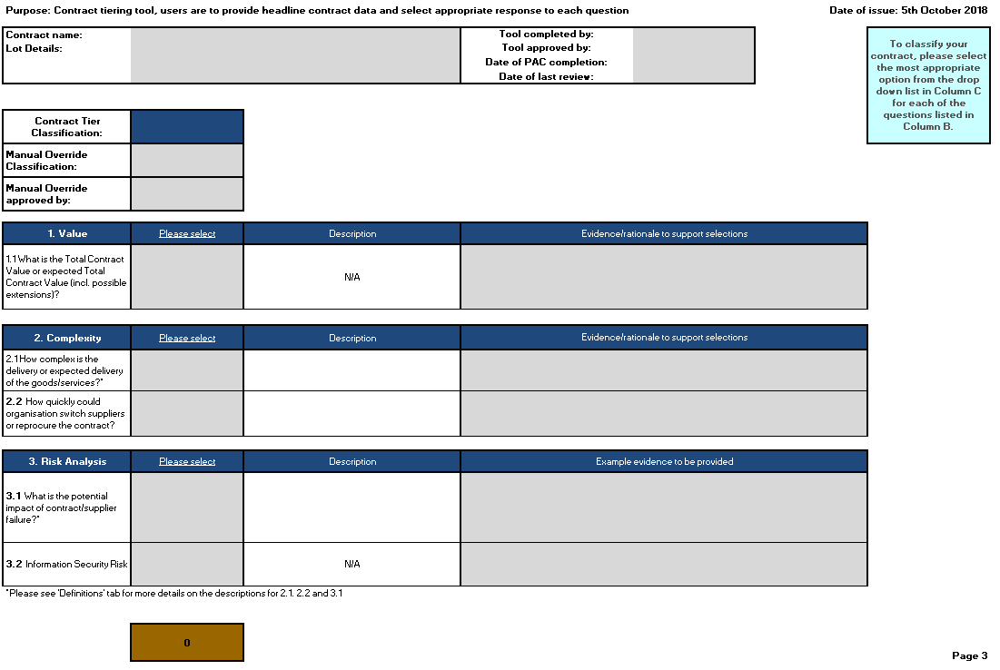 Purpose: Contract tiering tool, users are to provide headline contract data and select appropriate response to each question
Date of issue: 5th October 2018
Contract name:
Lot Details:
Tool completed by:
Tool approved by:
Date of PAC completion:
Date of last review:
To classify your
contract, please select
the most appropriate
option from the drop
down list in Column C
for each of the
questions listed in
Column B.
Contract Tier
Classification:
Manual Override
Classification:
Manual Override
approved by:
1. Value
Please select
Description
Evidence/rationale to support selections
1.1 What is the Total Contract
Value or expected Total
Contract Value (incl. possible
extensions)?
N/A
2. Complexity
Please select
Description
Evidence/rationale to support selections
2.1 How complex is the
delivery or expected delivery
of the goods/services?*
2.2 How quickly could
organisation switch suppliers
or reprocure the contract?
3. Risk Analysis
Please select
Description
Example evidence to be provided
3.1 What is the potential
impact of contract/supplier
failure?*
3.2 Information Security Risk
N/A
*Please see 'Definitions' tab for more details on the descriptions for 2.1. 2.2 and 3.1
0
Page 3